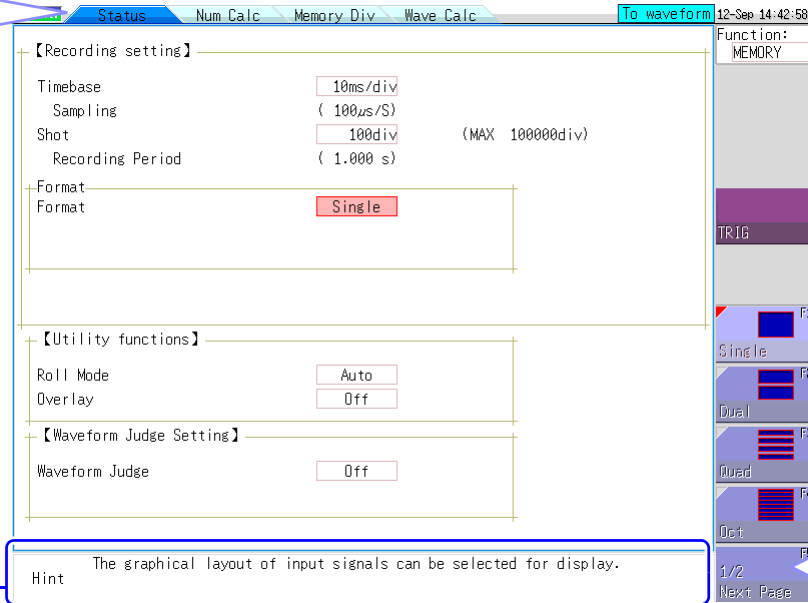 Status Num Calc Memory Div Wave Calc To waveform 12-Sep 14:42:58
Function:
MEMORY
【Recording setting】
Timebase 10ms/div
Sampling ( 100µs/S)
Shot 100div (MAX 100000div)
Recording Period ( 1.000 s)
Format
Format Single
TRIG
【Utility functions】
Roll Mode Auto
Overlay Off
【Waveform Judge Setting】
Waveform Judge Off
Single
Dual
Quad
Oct
1/2
Next Page
The graphical layout of input signals can be selected for display.
Hint